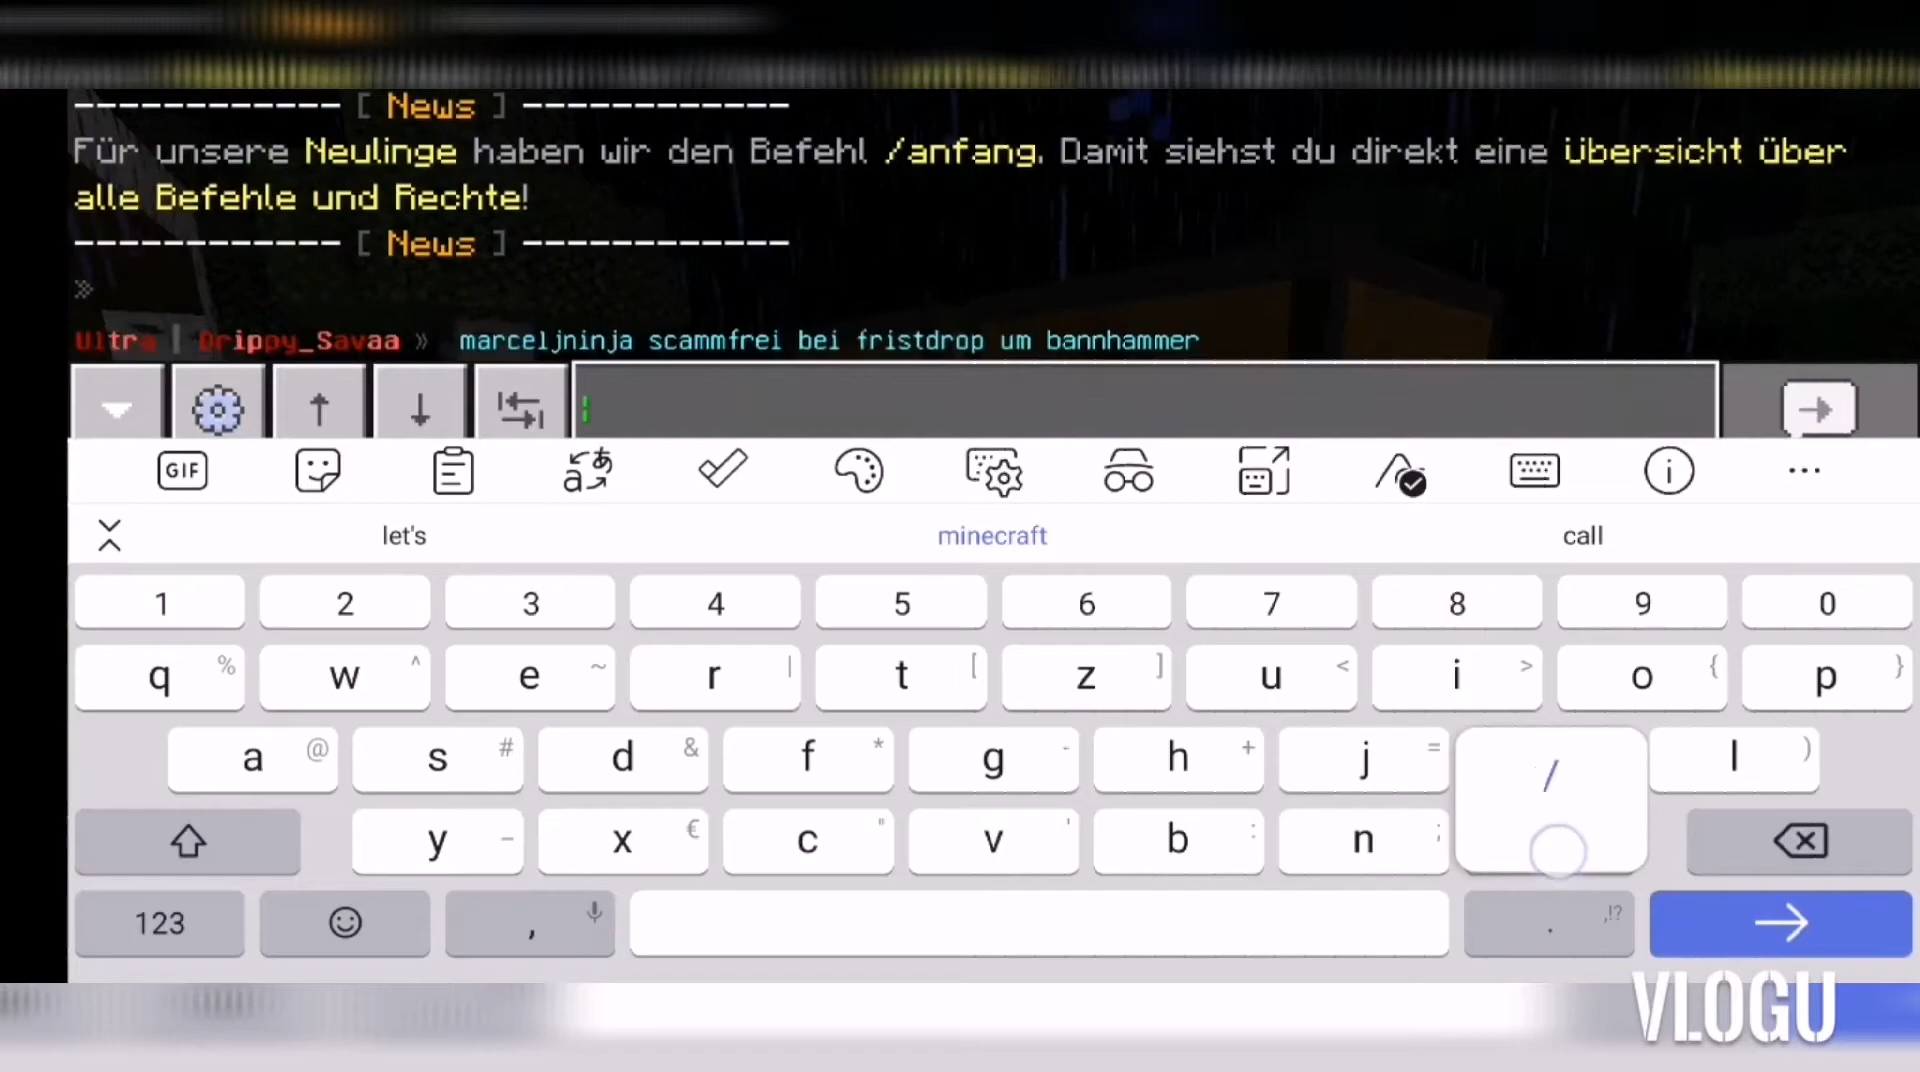 ------------ [ News ] ------------
Für unsere Neulinge haben wir den Befehl /anfang. Damit siehst du direkt eine Übersicht über
alle Befehle und Rechte!
------------ [ News ] ------------
»
Ultra | Drippy_Savaa » marceljninja scammfrei bei fristdrop um bannhammer
GIF
let's minecraft call
1 2 3 4 5 6 7 8 9 0
q % w ^ e ~ r | t [ z ] u < i > o { p }
a @ s # d & f * g - h + j = / l )
y _ x € c " v ' b : n ;
123 , . ,!?
VLOGU